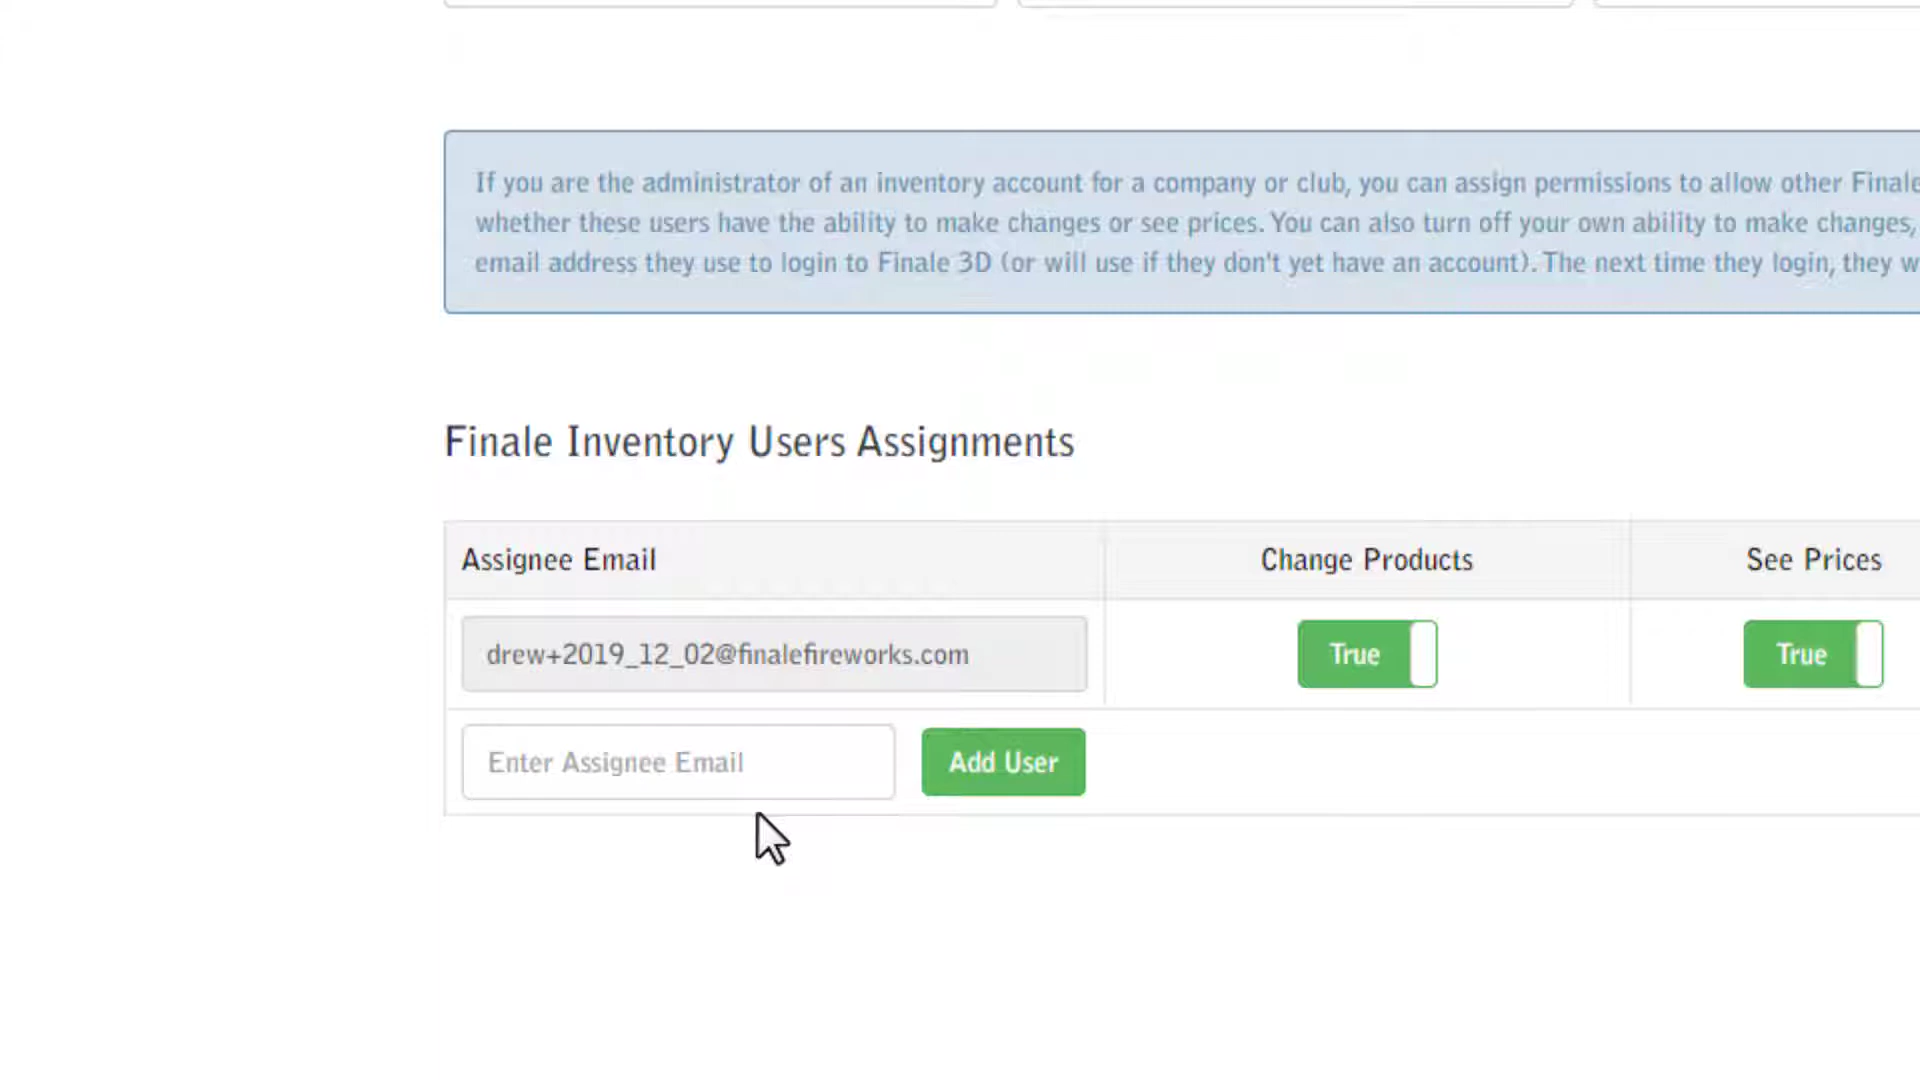 If you are the administrator of an inventory account for a company or club, you can assign permissions to allow other Finale
whether these users have the ability to make changes or see prices. You can also turn off your own ability to make changes,
email address they use to login to Finale 3D (or will use if they don't yet have an account). The next time they login, they w
Finale Inventory Users Assignments
Assignee Email Change Products See Prices
drew+2019_12_02@finalefireworks.com True True
Enter Assignee Email Add User